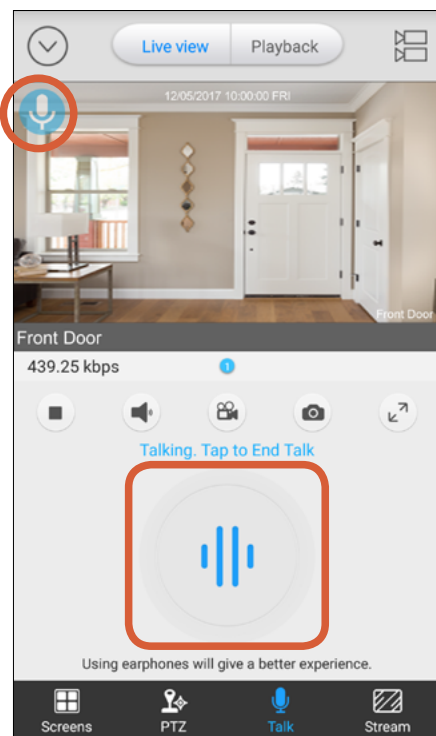 Live view Playback
12/05/2017 10:00:00 FRI
Front Door
Front Door
439.25 kbps 1
Talking. Tap to End Talk
Using earphones will give a better experience.
Screens PTZ Talk Stream